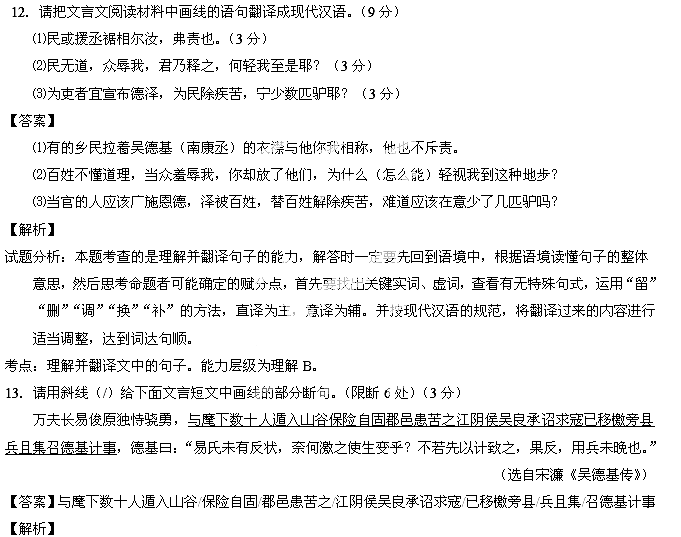 12. 请把文言文阅读材料中画线的语句翻译成现代汉语。(9 分)
⑴民或援丞裾相尔汝，弗责也。(3 分)
⑵民无道，众辱我，君乃释之，何轻我至是耶？（3 分）
⑶为吏者宜宣布德泽，为民除疾苦，宁少数匹驴耶？(3 分)
【答案】
⑴有的乡民拉着吴德基（南康丞）的衣襟与他你我相称，他也不斥责。
⑵百姓不懂道理，当众羞辱我，你却放了他们，为什么（怎么能）轻视我到这种地步？
⑶当官的人应该广施恩德，泽被百姓，替百姓解除疾苦，难道应该在意少了几匹驴吗？
【解析】
试题分析：本题考查的是理解并翻译句子的能力，解答时一定要先回到语境中，根据语境读懂句子的整体
意思，然后思考命题者可能确定的赋分点，首先要找出关键实词、虚词，查看有无特殊句式，运用“留”
“删”“调”“换”“补”的方法，直译为主，意译为辅。并按现代汉语的规范，将翻译过来的内容进行
适当调整，达到词达句顺。
考点：理解并翻译文中的句子。能力层级为理解 B。
13. 请用斜线（/）给下面文言短文中画线的部分断句。(限断 6 处)(3 分)
万夫长易俊原独恃骁勇，与麾下数十人遁入山谷保险自固郡邑患苦之江阴侯吴良承诏求寇已移檄旁县
兵且集召德基计事，德基曰：“易氏未有反状，奈何激之使生变乎？不若先以计致之，果反，用兵未晚也。”
（选自宋濂《吴德基传》）
【答案】与麾下数十人遁入山谷/保险自固/郡邑患苦之/江阴侯吴良承诏求寇/已移檄旁县/兵且集/召德基计事
【解析】